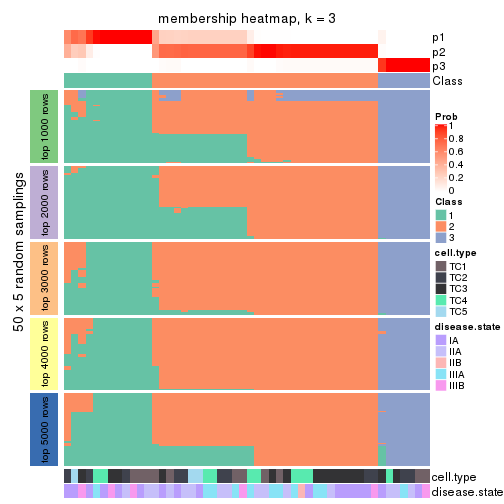 membership heatmap, k = 3
p1
p2
p3
Class
50 x 5 random samplings
top 1000 rows
top 2000 rows
top 3000 rows
top 4000 rows
top 5000 rows
cell.type
disease.state
Prob
1
0.8
0.6
0.4
0.2
0
Class
1
2
3
cell.type
TC1
TC2
TC3
TC4
TC5
disease.state
IA
IIA
IIB
IIIA
IIIB